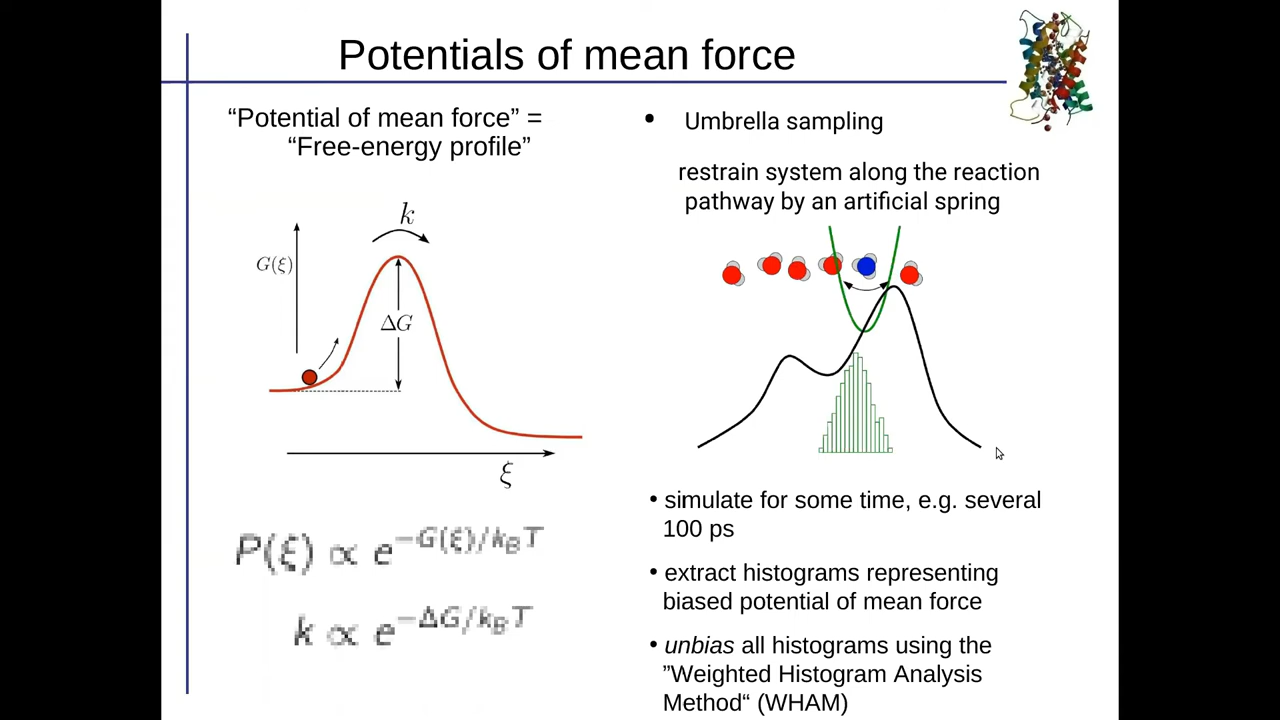 Potentials of mean force
“Potential of mean force” =
“Free-energy profile”
k
G(ξ)
ΔG
ξ
P(ξ) ∝ e^{−G(ξ)/k_BT}
k ∝ e^{−ΔG/k_BT}
• Umbrella sampling
restrain system along the reaction
pathway by an artificial spring
• simulate for some time, e.g. several
100 ps
• extract histograms representing
biased potential of mean force
• unbias all histograms using the
”Weighted Histogram Analysis
Method“ (WHAM)